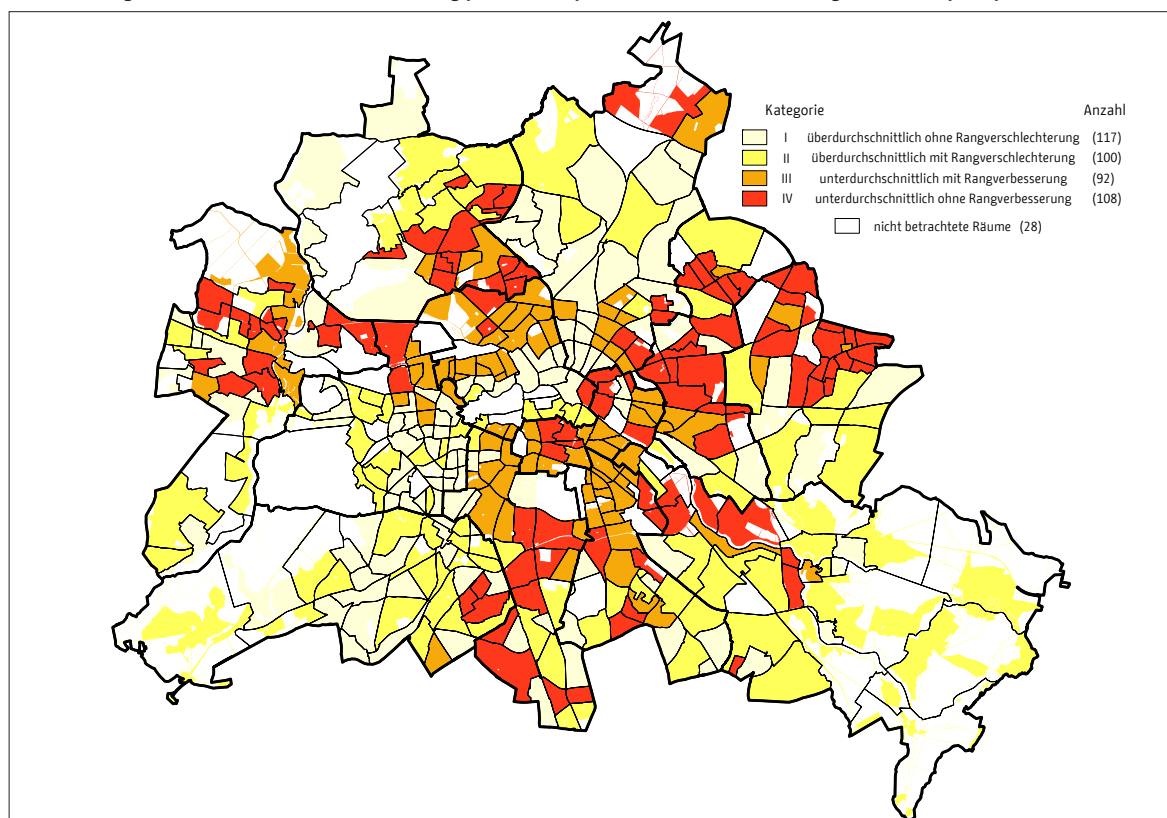 Kategorie Anzahl
I überdurchschnittlich ohne Rangverschlechterung (117)
II überdurchschnittlich mit Rangverschlechterung (100)
III unterdurchschnittlich mit Rangverbesserung (92)
IV unterdurchschnittlich ohne Rangverbesserung (108)
nicht betrachtete Räume (28)